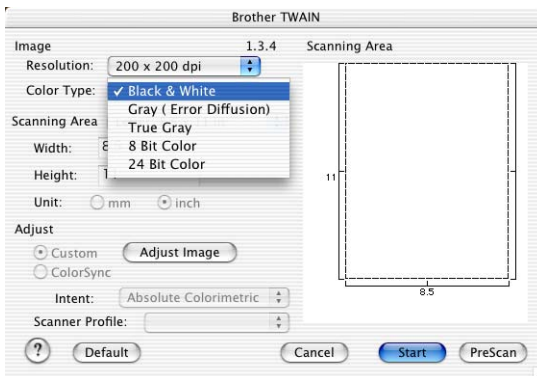 Brother TWAIN
Image 1.3.4 Scanning Area
Resolution: 200 x 200 dpi
Color Type: ✓ Black & White
Gray ( Error Diffusion)
True Gray
8 Bit Color
24 Bit Color
Scanning Area
Width: 8
Height: 1
Unit: mm inch
Adjust
Custom Adjust Image
ColorSync
Intent: Absolute Colorimetric
Scanner Profile:
? Default Cancel Start PreScan
11
8.5